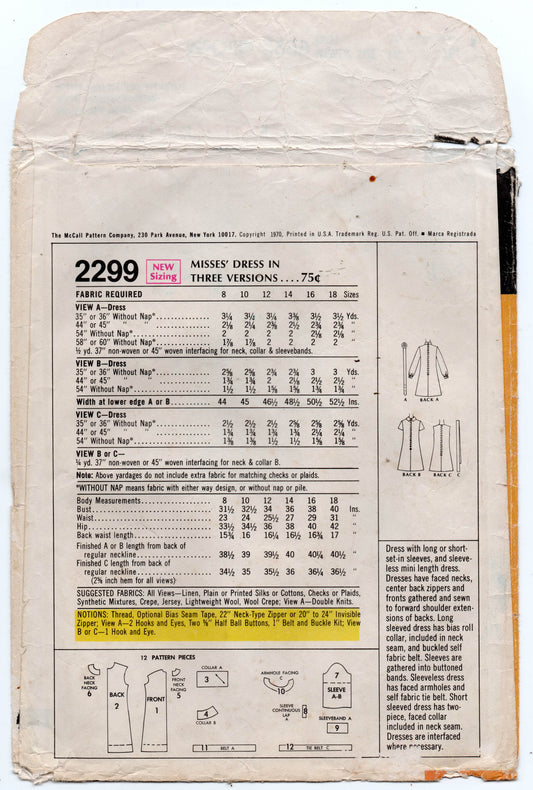 The McCall Pattern Company, 230 Park Avenue, New York 10017. Copyright 1970, Printed in U.S.A. Trademark Reg. U.S. Pat. Off. ■ Marca Registrada
2299 NEW Sizing MISSES' DRESS IN THREE VERSIONS....75¢
FABRIC REQUIRED 8 10 12 14 16 18 Sizes
VIEW A—Dress
35" or 36" Without Nap*.............. 3¼ 3¼ 3¼ 3⅜ 3½ 3½ Yds.
44" or 45" " " .............. 2⅛ 2¼ 2⅜ 2½ 2¾ 2¾ "
54" Without Nap*.............. 2 2 2 2 2⅛ 2⅛ "
58" or 60" Without Nap*.............. 1⅞ 1⅞ 2 2 2 2 "
½ yd. 37" non-woven or 45" woven interfacing for neck, collar & sleevebands.
VIEW B—Dress
35" or 36" Without Nap*.............. 2⅝ 2⅝ 2¾ 2¾ 3 3 Yds.
44" or 45" " .............. 1¾ 1¾ 2 2⅛ 2½ 2½ "
54" Without Nap*.............. 1½ 1½ 1⅝ 1⅝ 1¾ 1¾ "
Width at lower edge A or B......... 44 45 46½ 48½ 50½ 52½ Ins.
VIEW C—Dress
35" or 36" Without Nap*.............. 2½ 2½ 2½ 2⅝ 2⅝ 2⅝ Yds.
44" or 45" " .............. 1¾ 1¾ 1¾ 1¾ 2¼ 2¼ "
54" Without Nap*.............. 1⅜ 1⅜ 1½ 1½ 1⅝ 1⅝ "
VIEW B or C—
¼ yd. 37" non-woven or 45" woven interfacing for neck & collar B.
Note: Above yardages do not include extra fabric for matching checks or plaids.
*WITHOUT NAP means fabric with either way design, or without nap or pile.
Body Measurements 8 10 12 14 16 18
Bust 31½ 32½ 34 36 38 40 Ins.
Waist 23 24 25½ 27 29 31 "
Hip 33½ 34½ 36 38 40 42 "
Back waist length 15¾ 16 16¼ 16½ 16¾ 17 "
Finished A or B length from back of
regular neckline 38½ 39 39½ 40 40¼ 40½ "
Finished C length from back of
regular neckline 34½ 35 35½ 36 36¼ 36½ "
(2⅝ inch hem for all views)
SUGGESTED FABRICS: All Views—Linen, Plain or Printed Silks or Cottons, Checks or Plaids,
Synthetic Mixtures, Crepe, Jersey, Lightweight Wool, Wool Crepe; View A—Double Knits.
NOTIONS: Thread, Optional Bias Seam Tape, 22" Neck-Type Zipper or 20" to 24" Invisible
Zipper; View A—2 Hooks and Eyes, Two ⅝" Half Ball Buttons, 1" Belt and Buckle Kit; View
B or C—1 Hook and Eye.
12 PATTERN PIECES
BACK NECK FACING 6
BACK 2
FRONT 1
FRONT NECK FACING 5
COLLAR A 3
4 COLLAR B
ARMHOLE FACING C 10
SLEEVE CONTINUOUS LAP A 8
7 SLEEVE A-B
SLEEVEBAND A 9
11 BELT A
12 TIE BELT C
A BACK A
BACK B BACK C C
Dress with long or short-
set-in sleeves, and sleeve-
less mini length dress.
Dresses have faced necks,
center back zippers and
fronts gathered and sewn
to forward shoulder exten-
sions of backs. Long
sleeved dress has bias roll
collar, included in neck
seam, and buckled self
fabric belt. Sleeves are
gathered into buttoned
bands. Sleeveless dress
has faced armholes and
self fabric tie belt. Short
sleeved dress has two-
piece, faced collar
included in neck seam.
Dresses are interfaced
where necessary.